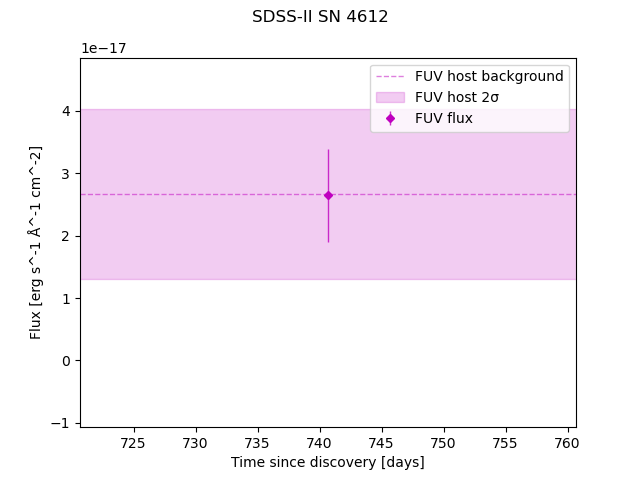 SDSS-II SN 4612
1e−17
FUV host background
FUV host 2σ
FUV flux
4
3
2
1
0
−1
Flux [erg s^-1 Å^-1 cm^-2]
725 730 735 740 745 750 755 760
Time since discovery [days]